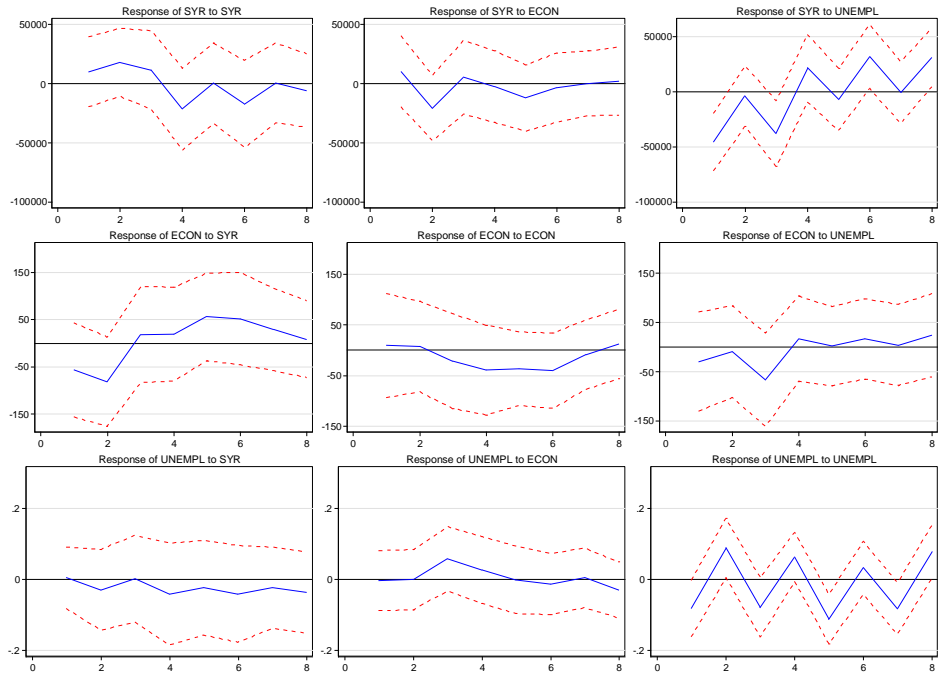 Response of SYR to SYR
50000
0
-50000
-100000
0 2 4 6 8
Response of SYR to ECON
50000
0
-50000
-100000
0 2 4 6 8
Response of SYR to UNEMPL
50000
0
-50000
-100000
0 2 4 6 8
Response of ECON to SYR
150
50
-50
-150
0 2 4 6 8
Response of ECON to ECON
150
50
-50
-150
0 2 4 6 8
Response of ECON to UNEMPL
150
50
-50
-150
0 2 4 6 8
Response of UNEMPL to SYR
.2
0
-.2
0 2 4 6 8
Response of UNEMPL to ECON
.2
0
-.2
0 2 4 6 8
Response of UNEMPL to UNEMPL
.2
0
-.2
0 2 4 6 8